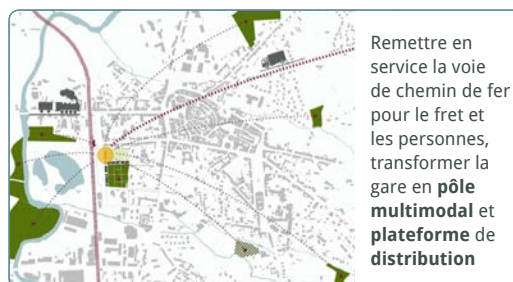 Remettre en
service la voie
de chemin de fer
pour le fret et
les personnes,
transformer la
gare en pôle
multimodal et
plateforme de
distribution